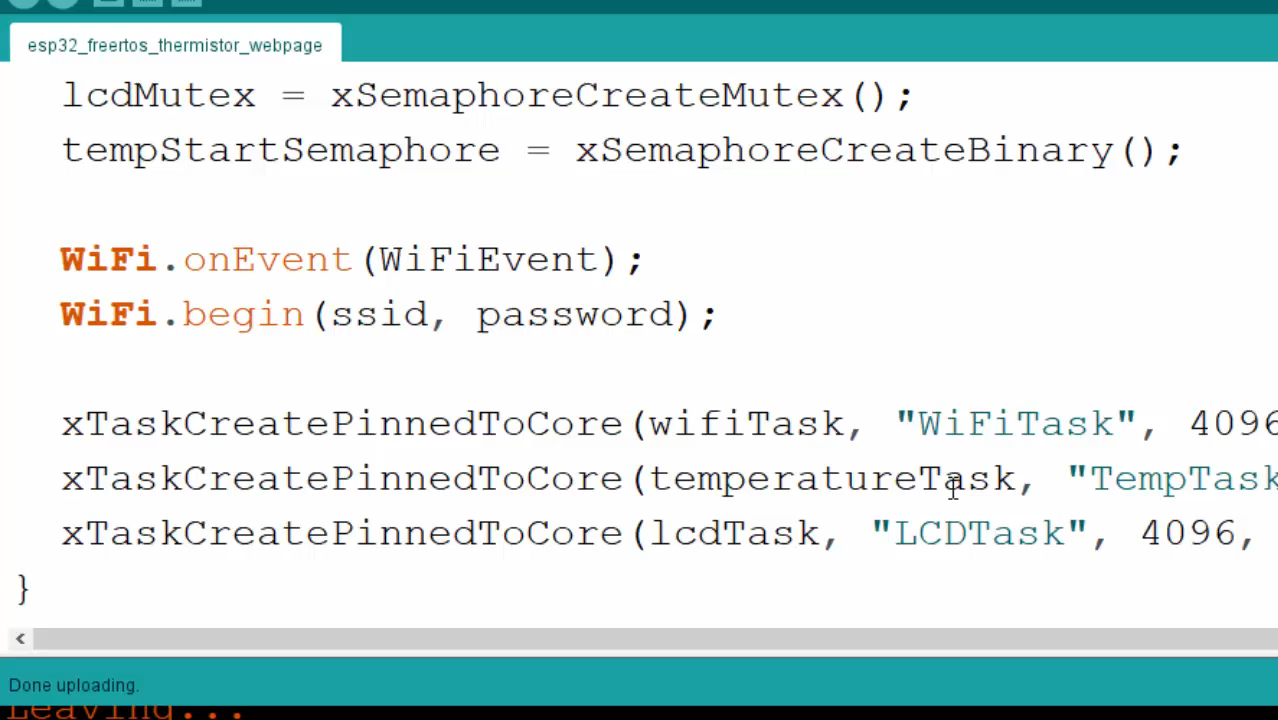 esp32_freertos_thermistor_webpage
lcdMutex = xSemaphoreCreateMutex();
tempStartSemaphore = xSemaphoreCreateBinary();
WiFi.onEvent(WiFiEvent);
WiFi.begin(ssid, password);
xTaskCreatePinnedToCore(wifiTask, "WiFiTask", 4096
xTaskCreatePinnedToCore(temperatureTask, "TempTask
xTaskCreatePinnedToCore(lcdTask, "LCDTask", 4096,
}
<
Done uploading.
Leaving...